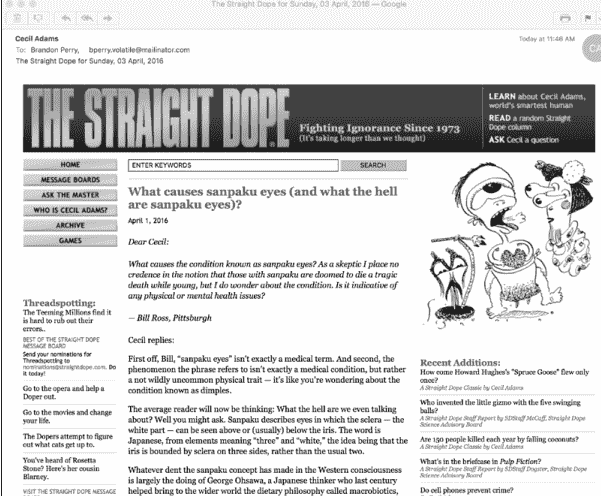 The Straight Dope for Sunday, 03 April, 2016 — Google
Cecil Adams
Today at 11:46 AM
To: Brandon Perry, bperry.volatile@mailinator.com
CA
The Straight Dope for Sunday, 03 April, 2016
THE STRAIGHT DOPE
Fighting Ignorance Since 1973
(It's taking longer than we thought)
LEARN about Cecil Adams,
world's smartest human
READ a random Straight
Dope column
ASK Cecil a question
HOME
MESSAGE BOARDS
ASK THE MASTER
WHO IS CECIL ADAMS?
ARCHIVE
GAMES
Threadspotting:
The Teeming Millions find it
is hard to rub out their
errors..
BEST OF THE STRAIGHT DOPE
MESSAGE BOARD
Send your nominations for
Threadspotting to
nominations@straightdope.com. Do
it today!
Go to the opera and help a
Doper out.
Go to the movies and change
your life.
The Dopers attempt to figure
out what cats get up to.
You've heard of Rosetta
Stone? Here's her cousin
Blarney.
VISIT THE STRAIGHT DOPE MESSAGE
ENTER KEYWORDS
SEARCH
What causes sanpaku eyes (and what the hell
are sanpaku eyes)?
April 1, 2016
Dear Cecil:
What causes the condition known as sanpaku eyes? As a skeptic I place no
credence in the notion that those with sanpaku are doomed to die a tragic
death while young, but I do wonder about the condition. Is it indicative of
any physical or mental health issues?
— Bill Ross, Pittsburgh
Cecil replies:
First off, Bill, "sanpaku eyes" isn't exactly a medical term. And second, the
phenomenon the phrase refers to isn't exactly a medical condition, but rather
a not wildly uncommon physical trait — it's like you're wondering about the
condition known as dimples.
The average reader will now be thinking: What the hell are we even talking
about? Well you might ask. Sanpaku describes eyes in which the sclera — the
white part — can be seen above or (usually) below the iris. The word is
Japanese, from elements meaning "three" and "white," the idea being that the
iris is bounded by sclera on three sides, rather than the usual two.
Whatever dent the sanpaku concept has made in the Western consciousness
is largely the doing of George Ohsawa, a Japanese thinker who last century
helped bring to the wider world the dietary philosophy called macrobiotics,
Recent Additions:
How come Howard Hughes's "Spruce Goose" flew only
once?
A Straight Dope Classic by Cecil Adams
Who invented the little gizmo with the five swinging
balls?
A Straight Dope Staff Report by SDStaff McCaff, Straight Dope
Science Advisory Board
Are 150 people killed each year by falling coconuts?
A Straight Dope Classic by Cecil Adams
What's in the briefcase in Pulp Fiction?
A Straight Dope Staff Report by SDStaff Dogster, Straight Dope
Science Advisory Board
Do cell phones prevent crime?